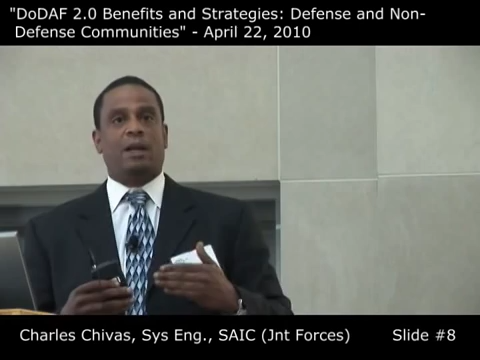 "DoDAF 2.0 Benefits and Strategies: Defense and Non-
Defense Communities" - April 22, 2010
Charles Chivas, Sys Eng., SAIC (Jnt Forces) Slide #8